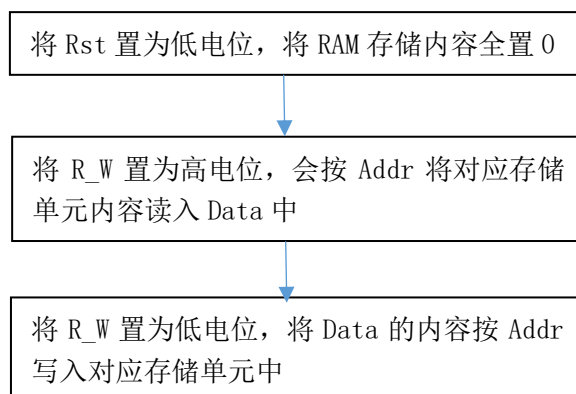 将 Rst 置为低电位，将 RAM 存储内容全置 0
将 R_W 置为高电位，会按 Addr 将对应存储
单元内容读入 Data 中
将 R_W 置为低电位，将 Data 的内容按 Addr
写入对应存储单元中